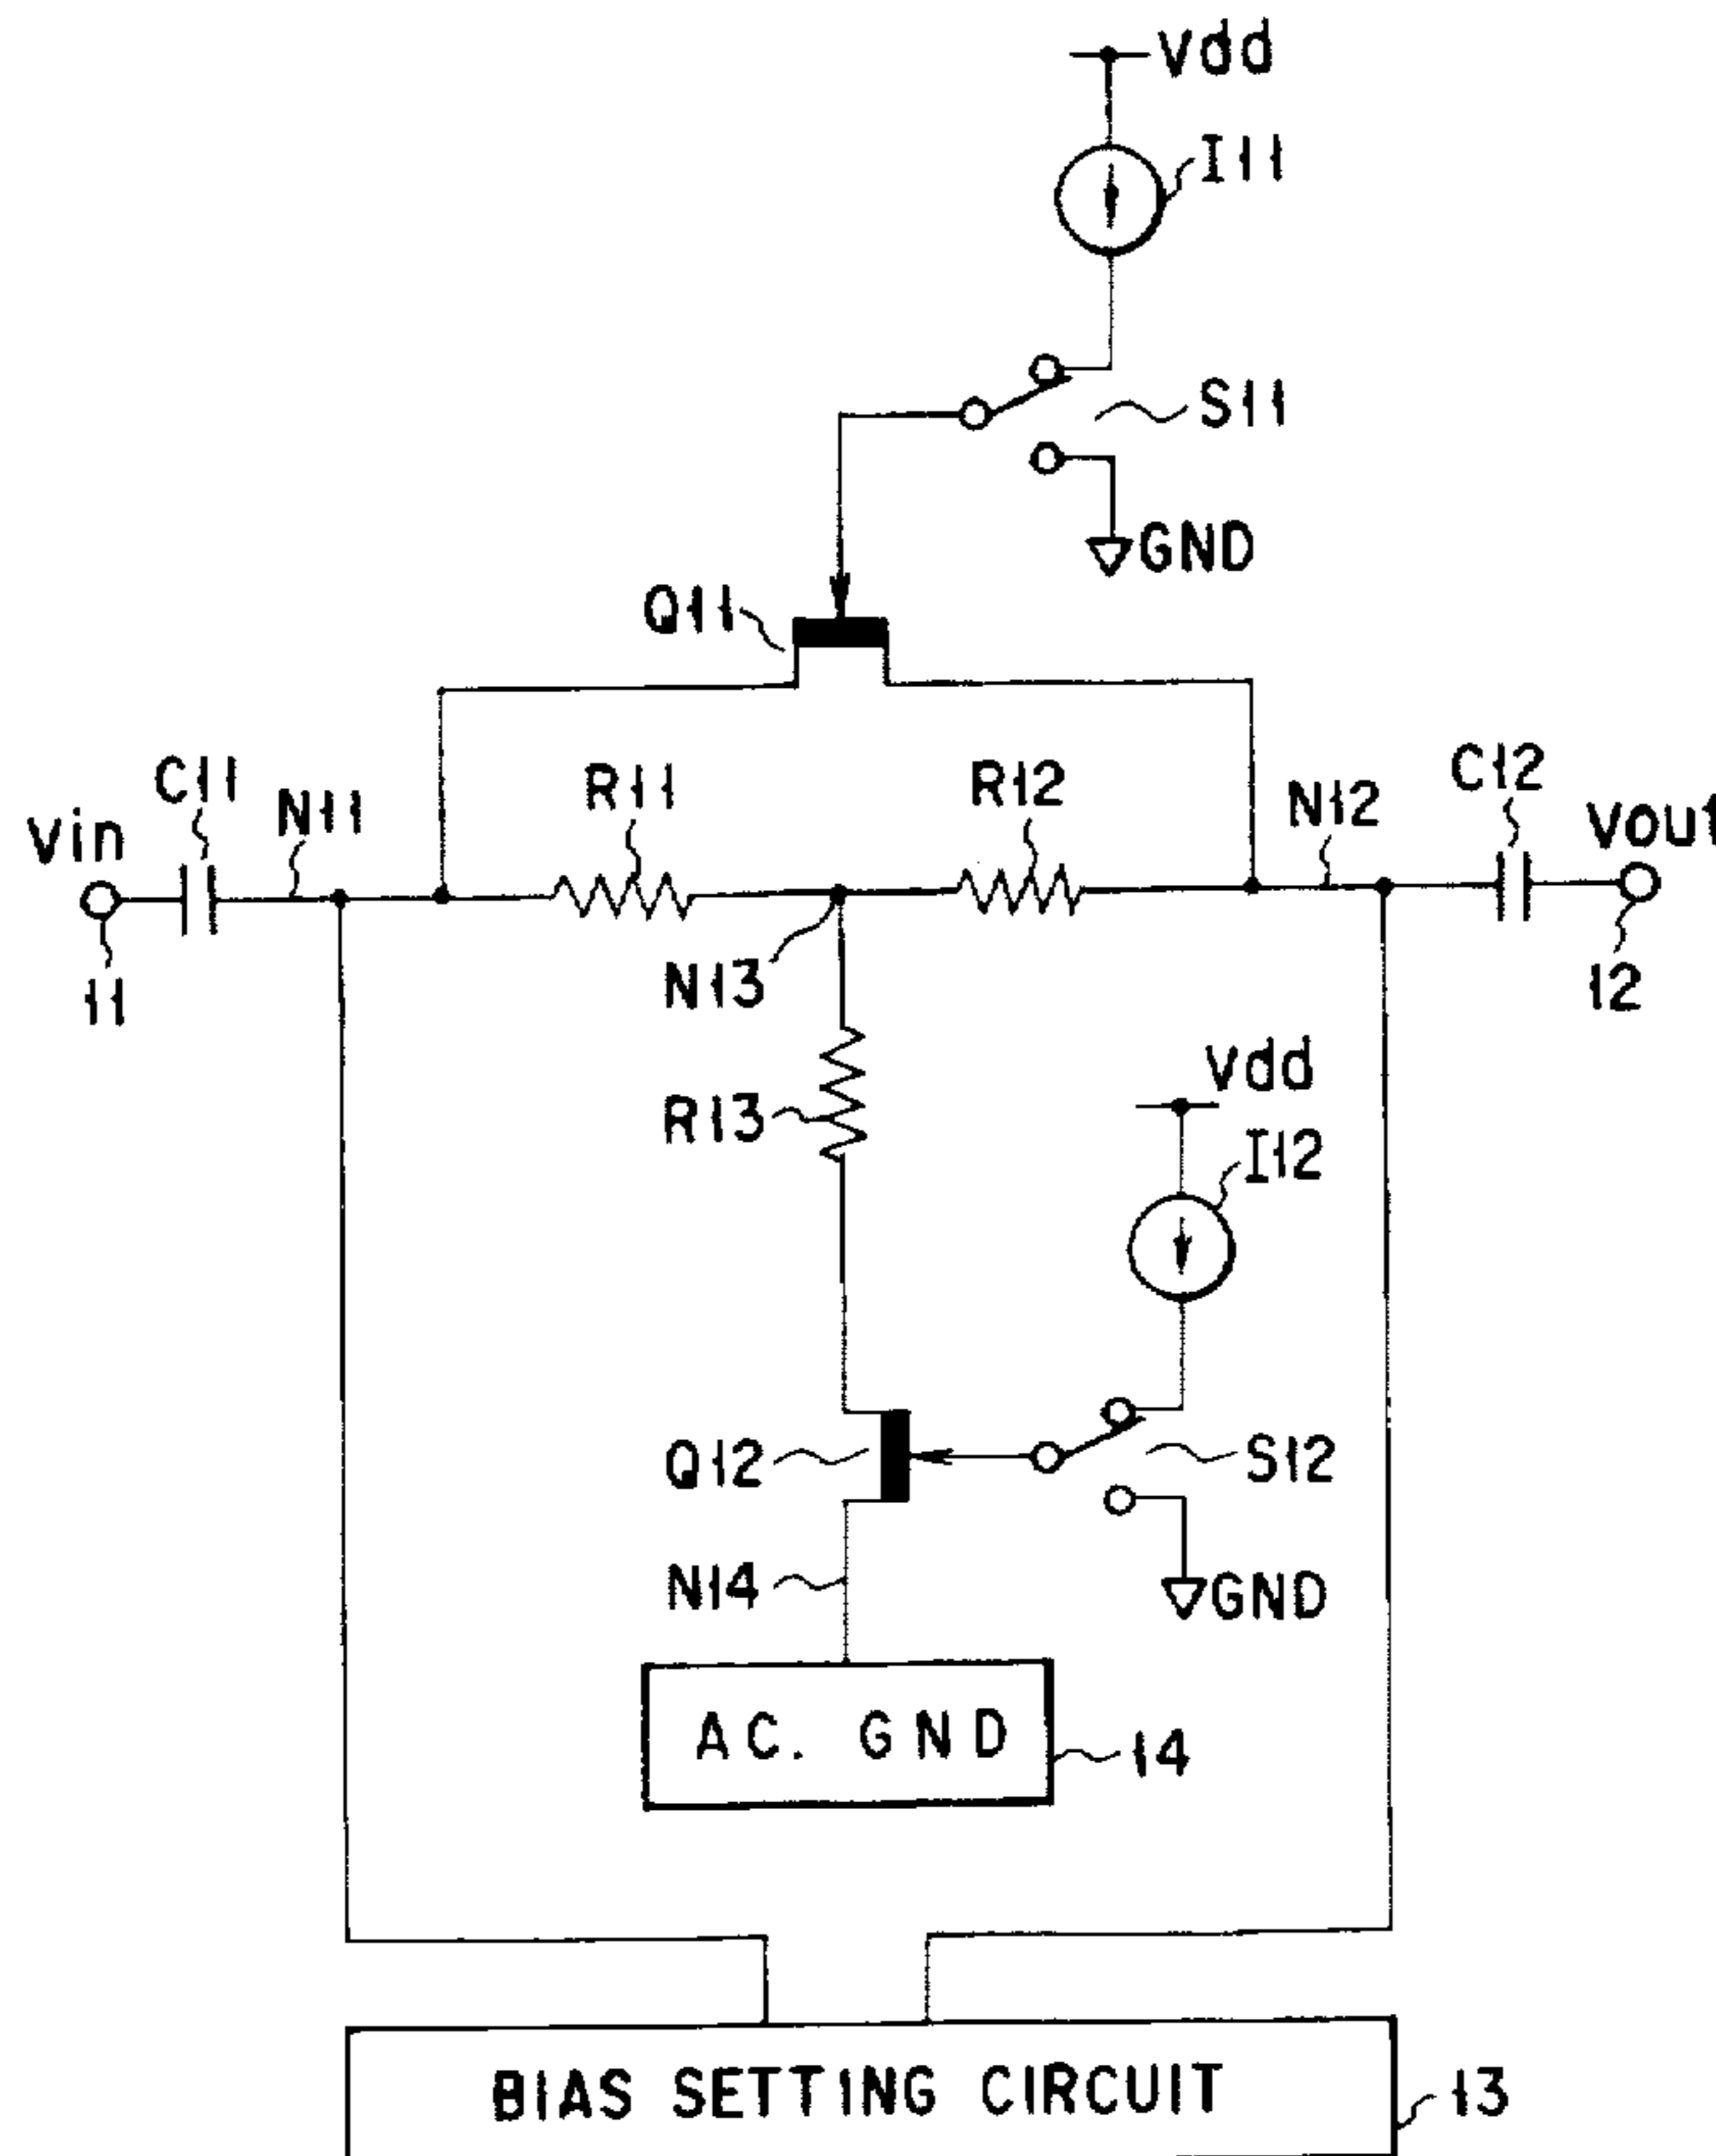 Vdd
I11
S11
GND
Q11
C11
N11
R11
R12
N12
C12
Vin
Vout
11
N13
12
R13
Vdd
I12
Q12
S12
N14
GND
AC. GND
14
BIAS SETTING CIRCUIT
13